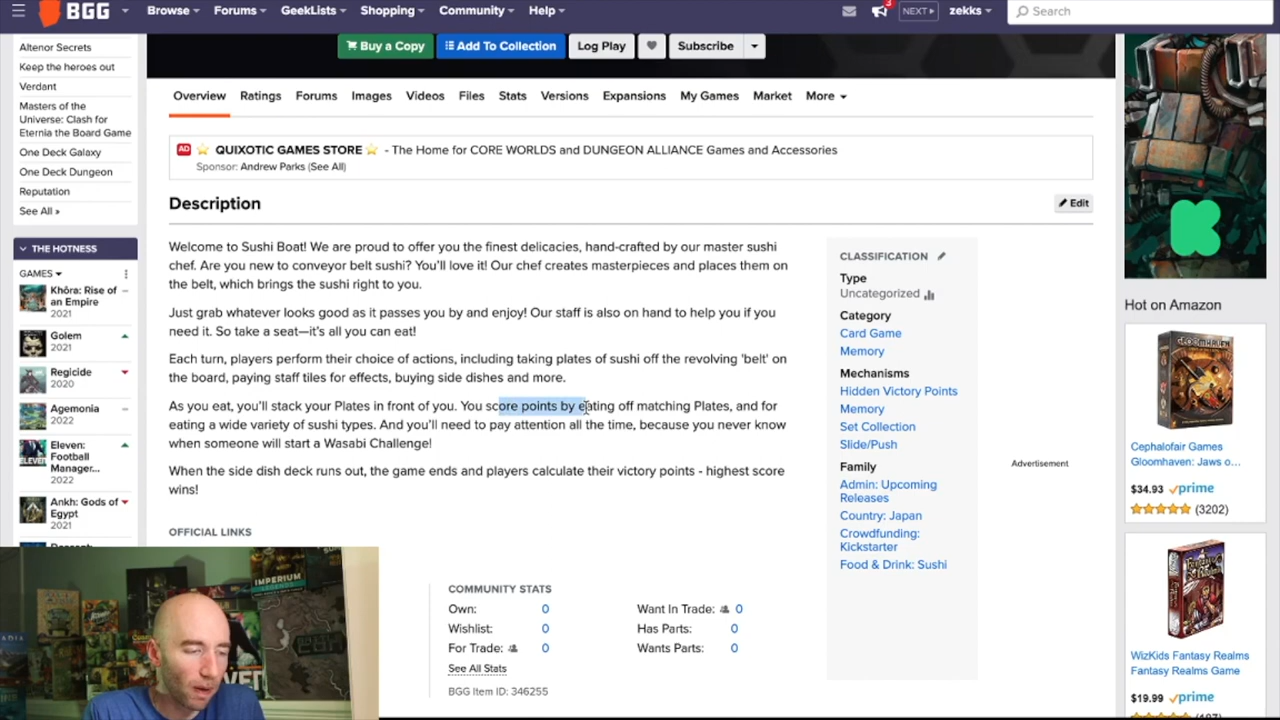 BGG
Browse
Forums
GeekLists
Shopping
Community
Help
3
NEXT
zekks
Search
Buy a Copy
Add To Collection
Log Play
Subscribe
Altenor Secrets
Keep the heroes out
Verdant
Masters of the
Universe: Clash for
Eternia the Board Game
One Deck Galaxy
One Deck Dungeon
Reputation
See All »
Overview
Ratings
Forums
Images
Videos
Files
Stats
Versions
Expansions
My Games
Market
More
AD QUIXOTIC GAMES STORE - The Home for CORE WORLDS and DUNGEON ALLIANCE Games and Accessories
Sponsor: Andrew Parks (See All)
Description
Edit
Welcome to Sushi Boat! We are proud to offer you the finest delicacies, hand-crafted by our master sushi
chef. Are you new to conveyor belt sushi? You'll love it! Our chef creates masterpieces and places them on
the belt, which brings the sushi right to you.
Just grab whatever looks good as it passes you by and enjoy! Our staff is also on hand to help you if you
need it. So take a seat—it's all you can eat!
Each turn, players perform their choice of actions, including taking plates of sushi off the revolving 'belt' on
the board, paying staff tiles for effects, buying side dishes and more.
As you eat, you'll stack your Plates in front of you. You score points by eating off matching Plates, and for
eating a wide variety of sushi types. And you'll need to pay attention all the time, because you never know
when someone will start a Wasabi Challenge!
When the side dish deck runs out, the game ends and players calculate their victory points - highest score
wins!
OFFICIAL LINKS
THE HOTNESS
GAMES
Khôra: Rise of
an Empire
2021
Golem
2021
Regicide
2020
Agemonia
2022
Eleven:
Football
Manager...
2022
Ankh: Gods of
Egypt
2021
CLASSIFICATION
Type
Uncategorized
Category
Card Game
Memory
Mechanisms
Hidden Victory Points
Memory
Set Collection
Slide/Push
Family
Admin: Upcoming
Releases
Country: Japan
Crowdfunding:
Kickstarter
Food & Drink: Sushi
COMMUNITY STATS
Own: 0
Wishlist: 0
For Trade: 0
Want In Trade: 0
Has Parts: 0
Wants Parts: 0
See All Stats
BGG Item ID: 346255
Advertisement
Hot on Amazon
GLOOMHAVEN
Cephalofair Games
Gloomhaven: Jaws o...
$34.93 prime
(3202)
WizKids Fantasy Realms
Fantasy Realms Game
$19.99 prime
IMPERIUM